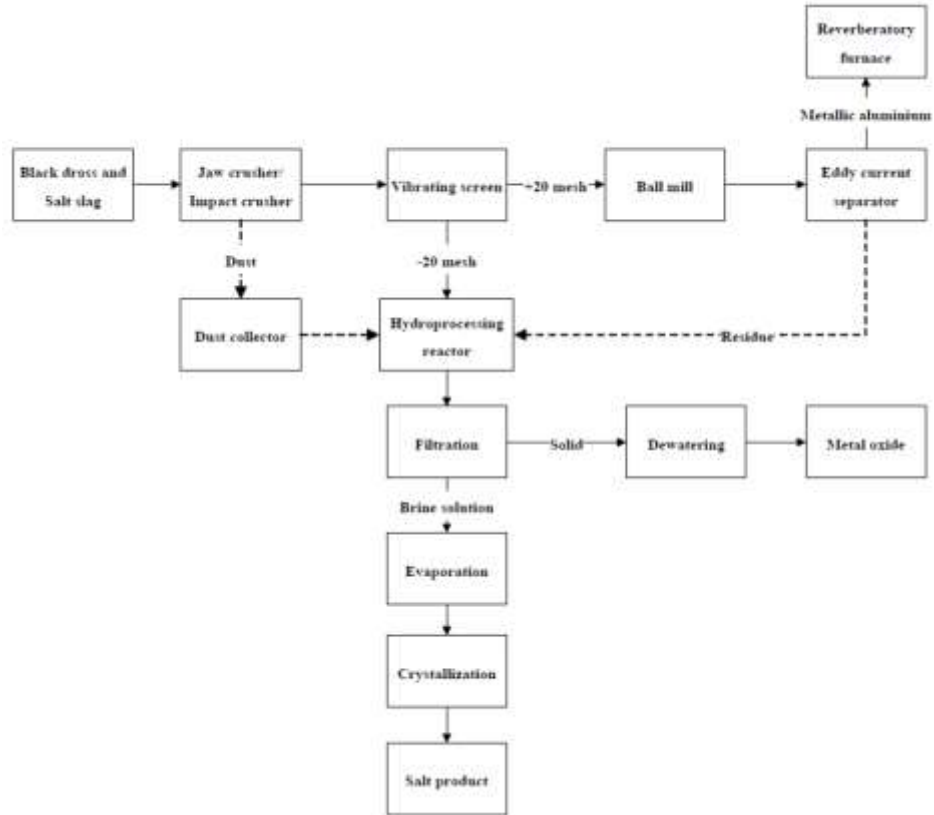 Reverberatory
furnace
Metallic aluminium
Black dross and
Salt slag
Jaw crusher/
Impact crusher
Vibrating screen
+20 mesh
Ball mill
Eddy current
separator
Dust
-20 mesh
Dust collector
Hydroprocessing
reactor
Residue
Filtration
Solid
Dewatering
Metal oxide
Brine solution
Evaporation
Crystallization
Salt product